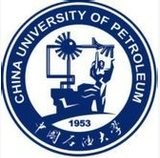 CHINA UNIVERSITY OF PETROLEUM
1953
中国石油大学